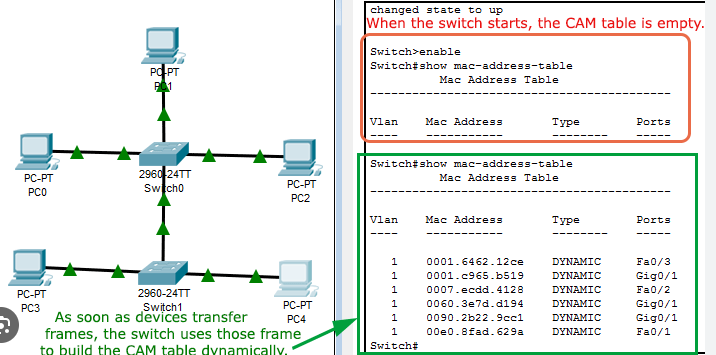 changed state to up
When the switch starts, the CAM table is empty.
Switch>enable
Switch#show mac-address-table
Mac Address Table
-------------------------------------------
Vlan Mac Address Type Ports
---- ----------- -------- -----
Switch#show mac-address-table
Mac Address Table
-------------------------------------------
Vlan Mac Address Type Ports
---- ----------- -------- -----
1 0001.6462.12ce DYNAMIC Fa0/3
1 0001.c965.b519 DYNAMIC Gig0/1
1 0007.ecdd.4128 DYNAMIC Fa0/2
1 0060.3e7d.d194 DYNAMIC Gig0/1
1 0090.2b22.9cc1 DYNAMIC Gig0/1
1 00e0.8fad.629a DYNAMIC Fa0/1
Switch#
PC-PT
PC1
PC-PT
PC0
2960-24TT
Switch0
PC-PT
PC2
PC-PT
PC3
2960-24TT
Switch1
PC-PT
PC4
As soon as devices transfer
frames, the switch uses those frame
to build the CAM table dynamically.